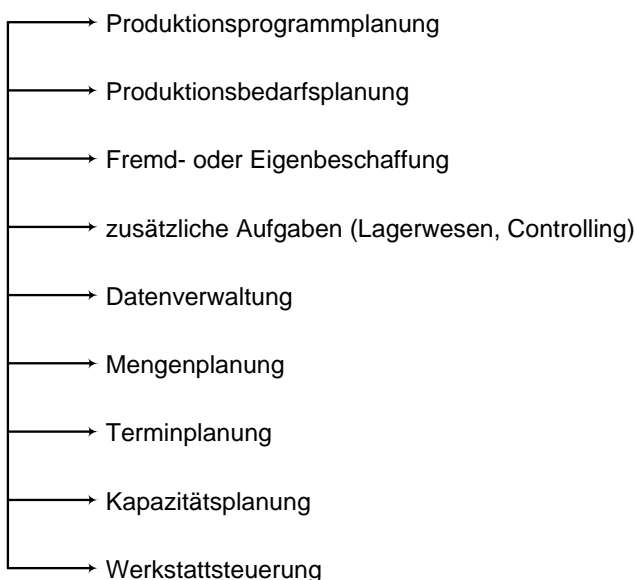 Produktionsprogrammplanung
Produktionsbedarfsplanung
Fremd- oder Eigenbeschaffung
zusätzliche Aufgaben (Lagerwesen, Controlling)
Datenverwaltung
Mengenplanung
Terminplanung
Kapazitätsplanung
Werkstattsteuerung